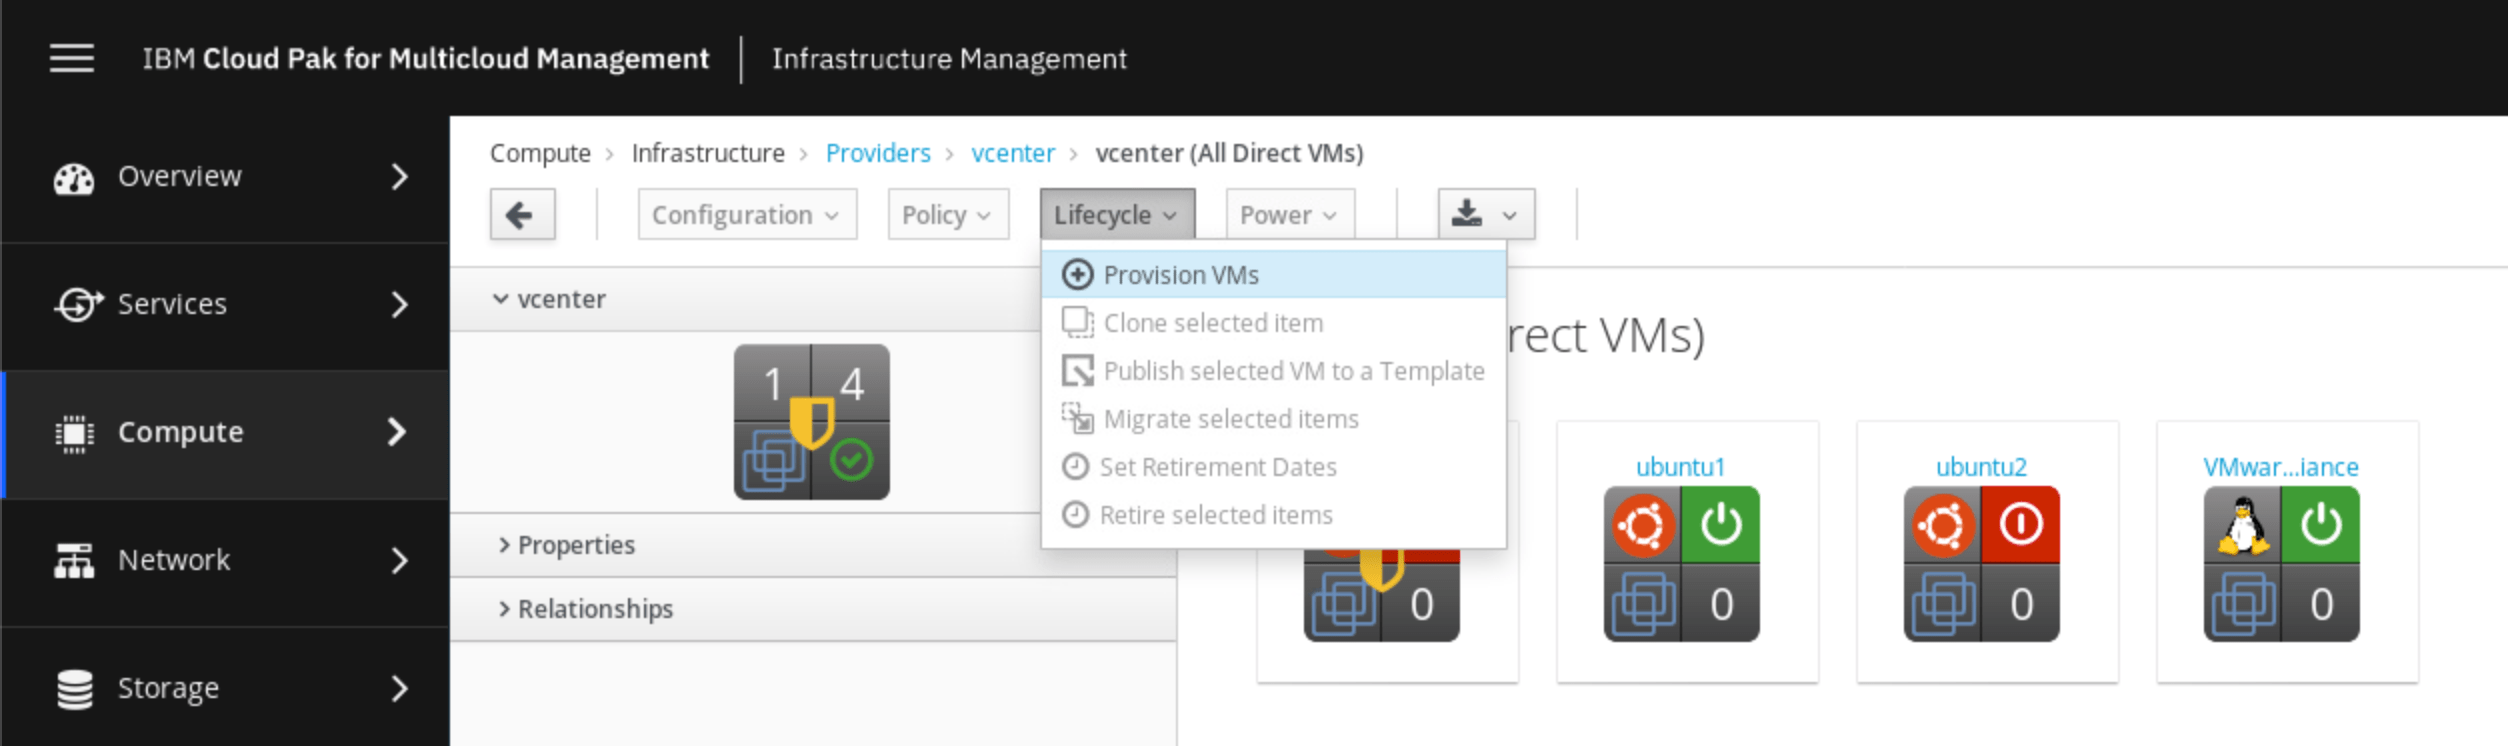 IBM Cloud Pak for Multicloud Management | Infrastructure Management
Overview
Services
Compute
Network
Storage
Compute > Infrastructure > Providers > vcenter > vcenter (All Direct VMs)
Configuration
Policy
Lifecycle
Power
Provision VMs
Clone selected item
Publish selected VM to a Template
Migrate selected items
Set Retirement Dates
Retire selected items
vcenter
1 4
Properties
Relationships
rect VMs)
0
ubuntu1
0
ubuntu2
0
VMwar...iance
0